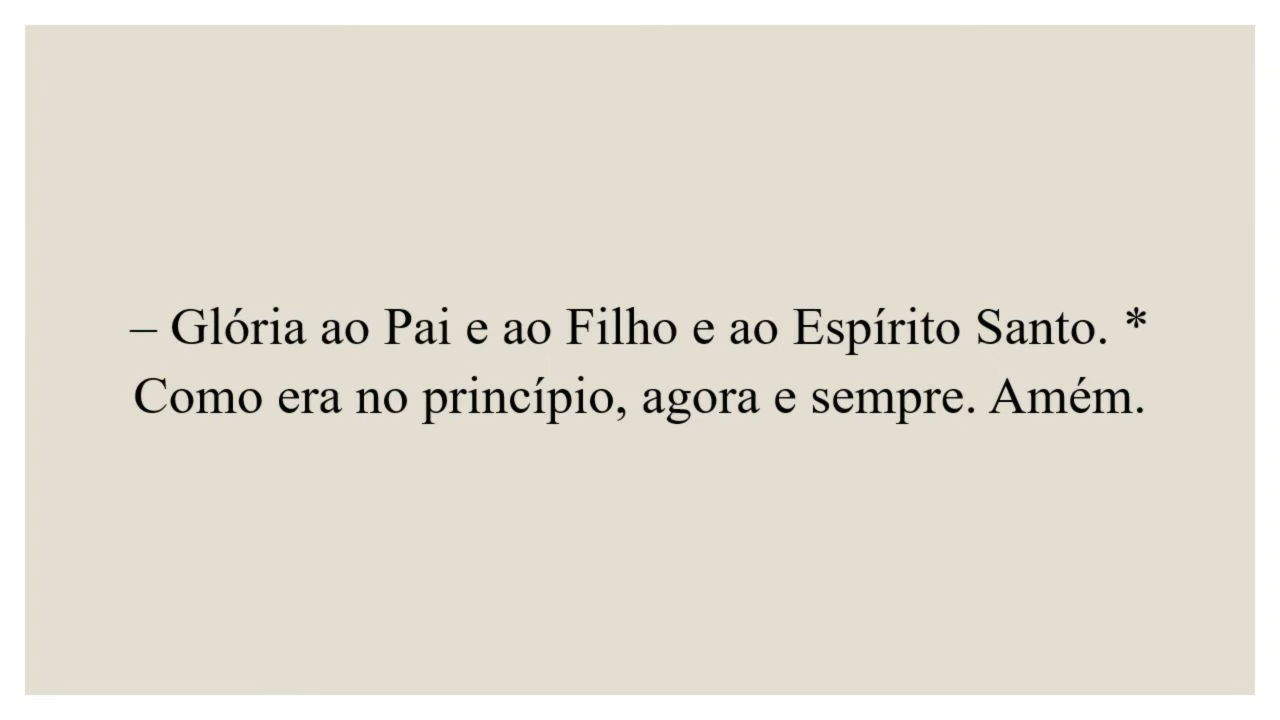 – Glória ao Pai e ao Filho e ao Espírito Santo. *
Como era no princípio, agora e sempre. Amém.